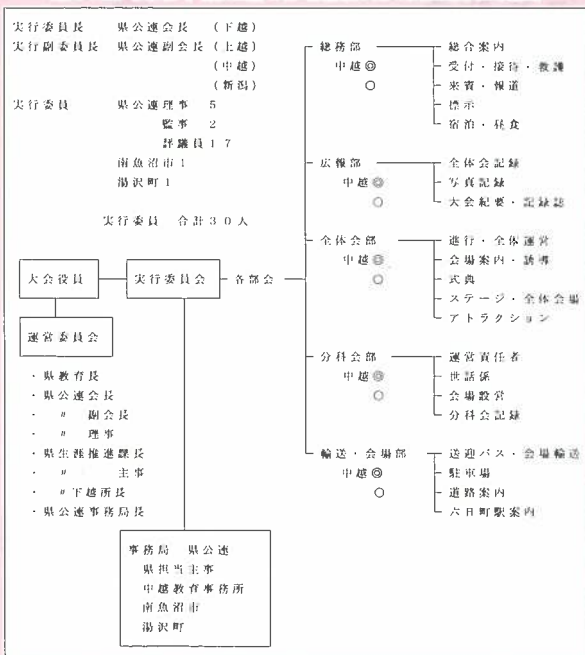 実行委員長 県公連会長 (下越)
実行副委員長 県公連副会長 (上越)
(中越)
(新潟)
実行委員 県公連理事 5
監事 2
評議員17
南魚沼市1
湯沢町1
実行委員 合計30人
大会役員
実行委員会
各部会
運営委員会
・県教育長
・県公連会長
・ 〃 副会長
・ 〃 理事
・県生涯推進課長
・ 〃 主事
・〃下越所長
・県公連事務局長
事務局 県公連
県担当主事
中越教育事務所
南魚沼市
湯沢町
総務部
中越◎
○
総合案内
受付・接待・救護
来賓・報道
標示
宿泊・昼食
広報部
中越◎
○
全体会記録
写真記録
大会紀要・記録誌
全体会部
中越◎
○
進行・全体運営
会場案内・誘導
式典
ステージ・全体会場
アトラクション
分科会部
中越◎
○
運営責任者
世話係
会場設営
分科会記録
輸送・会場部
中越◎
○
送迎バス・会場輸送
駐車場
道路案内
六日町駅案内